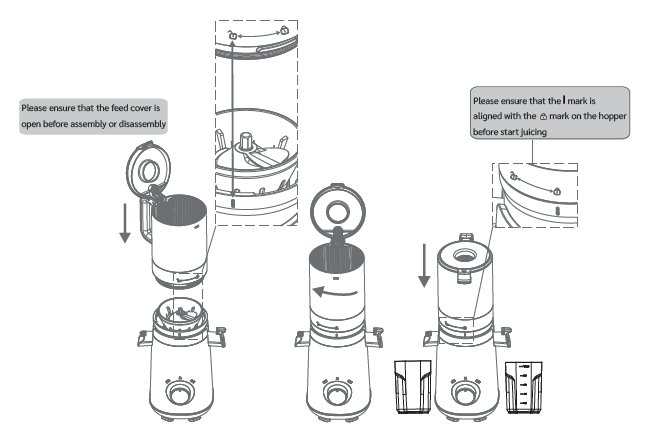 Please ensure that the feed cover is
open before assembly or disassembly
Please ensure that the I mark is
aligned with the 🔒 mark on the hopper
before start juicing